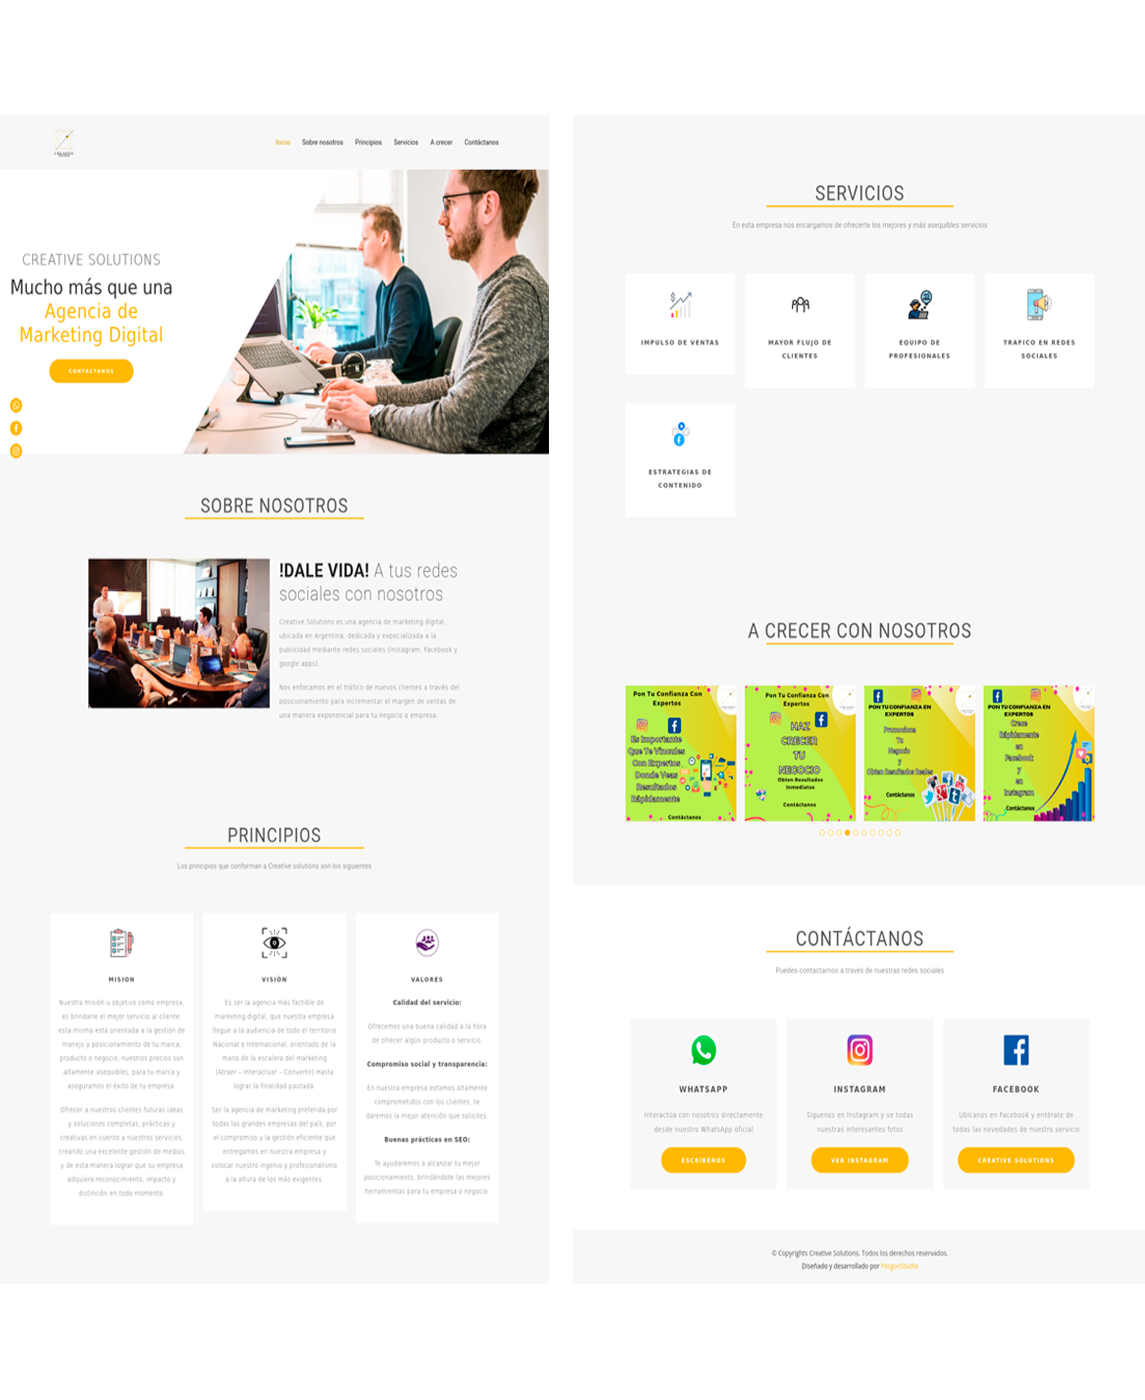 CREATIVE
Inicio
Sobre nosotros
Principios
Servicios
A crecer
Contáctanos
CREATIVE SOLUTIONS
Mucho más que una
Agencia de
Marketing Digital
CONTÁCTANOS
SOBRE NOSOTROS
!DALE VIDA! A tus redes
sociales con nosotros
Creative Solutions es una agencia de marketing digital,
ubicada en Argentina, dedicada y expecializada a la
publicidad mediante redes sociales (Instagram, Facebook y
google apps).
Nos enfocamos en el tráfico de nuevos clientes a través del
posicionamiento para incrementar el margen de ventas de
una manera exponencial para tu negocio o empresa.
PRINCIPIOS
Los principios que conforman a Creative solutions son los siguientes
MISION
Nuestra misión u objetivo como empresa,
es brindarle el mejor servicio al cliente,
esta misma está orientada a la gestión de
manejo y posicionamiento de tu marca,
producto o negocio, nuestros precios son
altamente asequibles, para tu marca y
aseguramos el éxito de tu empresa.
Ofrecer a nuestros clientes futuras ideas
y soluciones completas, prácticas y
creativas en cuento a nuestros servicios,
creando una excelente gestión de medios
y de esta manera lograr que su empresa
adquiera reconocimiento, impacto y
distinción en todo momento.
VISIÓN
Es ser la agencia más factible de
marketing digital, que nuestra empresa
llegue a la audiencia de todo el territorio
Nacional e Internacional, orientado de la
mano de la escalera del marketing
(Atraer – Interactuar – Convertir) Hasta
lograr la finalidad pautada.
Ser la agencia de marketing preferida por
todas las grandes empresas del país, por
el compromiso y la gestión eficiente que
entregamos en nuestra empresa y
colocar nuestro ingenio y profesionalismo
a la altura de los más exigentes.
VALORES
Calidad del servicio:
Ofrecemos una buena calidad a la hora
de ofrecer algún producto o servicio
Compromiso social y transparencia:
En nuestra empresa estamos altamente
comprometidos con los clientes, te
daremos la mejor atención que solicites.
Buenas prácticas en SEO:
Te ayudaremos a alcanzar tu mejor
posicionamiento, brindándote las mejores
herramientas para tu empresa o negocio.
SERVICIOS
En esta empresa nos encargamos de ofrecerte los mejores y más asequibles servicios
IMPULSO DE VENTAS
MAYOR FLUJO DE
CLIENTES
EQUIPO DE
PROFESIONALES
TRAFICO EN REDES
SOCIALES
ESTRATEGIAS DE
CONTENIDO
A CRECER CON NOSOTROS
Pon Tu Confianza Con
Expertos
Es Importante
Que Te Vincules
Con Expertos
Donde Veas
Resultados
Rápidamente
Contáctanos
Pon Tu Confianza Con
Expertos
HAZ
CRECER
TU
NEGOCIO
Obten Resultados
Inmediatos
Contáctanos
PON TU CONFIANZA EN
EXPERTOS
Promociona
Tu
Negocio
y
Obten Resultados Reales
Contáctanos
PON TU CONFIANZA EN
EXPERTOS
Crece
Rápidamente
en
Facebook
y
en
Instagram
Contáctanos
CONTÁCTANOS
Puedes contactarnos a través de nuestras redes sociales
WHATSAPP
Interactúa con nosotros directamente
desde nuestro WhatsApp oficial
ESCRÍBENOS
INSTAGRAM
Síguenos en Instagram y ve todas
nuestras interesantes fotos
VER INSTAGRAM
FACEBOOK
Ubícanos en Facebook y entérate de
todas las novedades de nuestro servicio
CREATIVE SOLUTIONS
© Copyrights Creative Solutions. Todos los derechos reservados.
Diseñado y desarrollado por FergonStudio